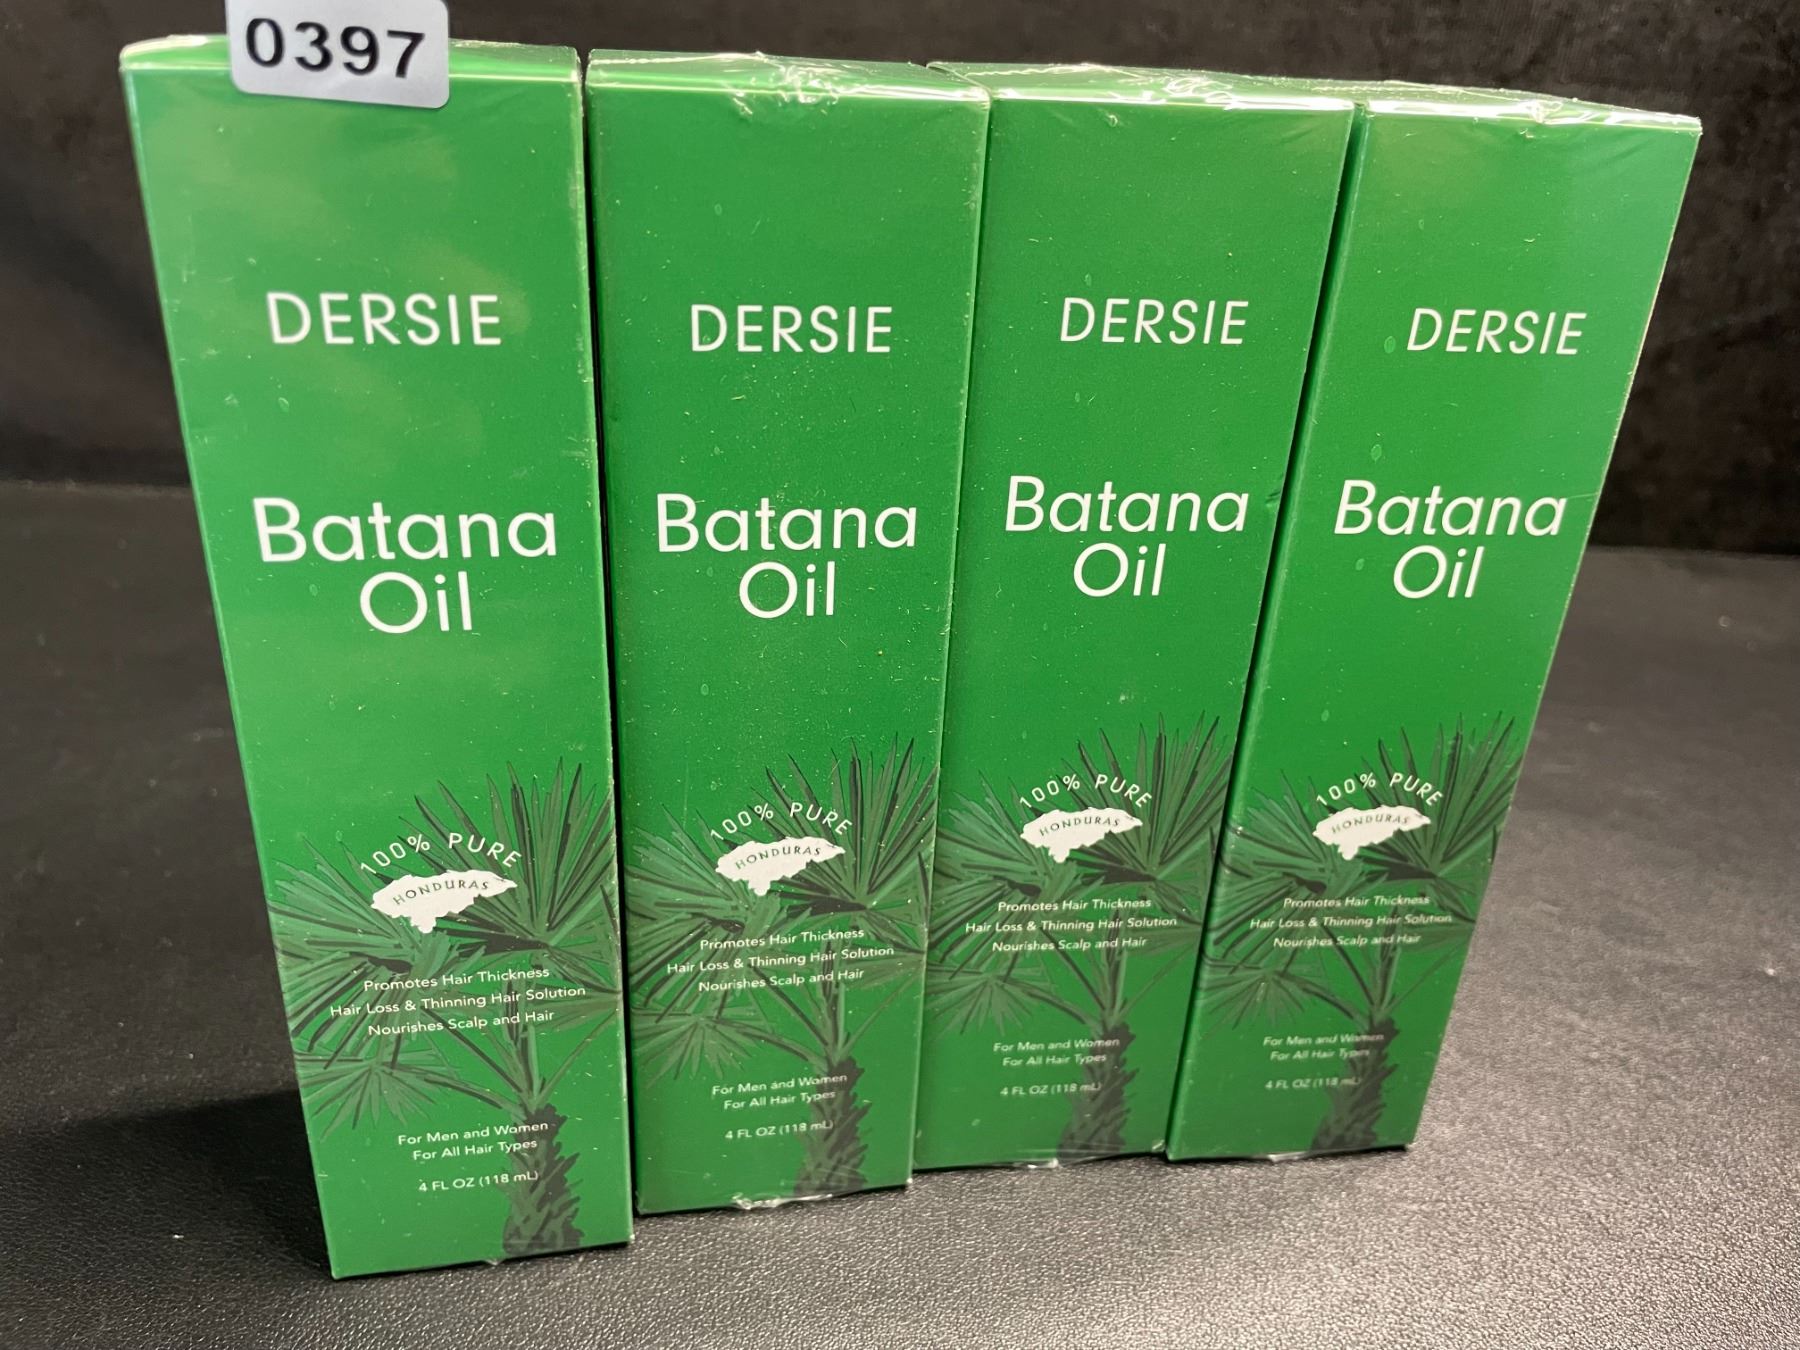 0397
DERSIE
Batana
Oil
100% PURE
HONDURAS
Promotes Hair Thickness
Hair Loss & Thinning Hair Solution
Nourishes Scalp and Hair
For Men and Women
For All Hair Types
4 FL OZ (118 mL)
DERSIE
Batana
Oil
100% PURE
HONDURAS
Promotes Hair Thickness
Hair Loss & Thinning Hair Solution
Nourishes Scalp and Hair
For Men and Women
For All Hair Types
4 FL OZ (118 mL)
DERSIE
Batana
Oil
100% PURE
HONDURAS
Promotes Hair Thickness
Hair Loss & Thinning Hair Solution
Nourishes Scalp and Hair
For Men and Women
For All Hair Types
4 FL OZ (118 mL)
DERSIE
Batana
Oil
100% PURE
HONDURAS
Promotes Hair Thickness
Hair Loss & Thinning Hair Solution
Nourishes Scalp and Hair
For Men and Women
For All Hair Types
4 FL OZ (118 mL)